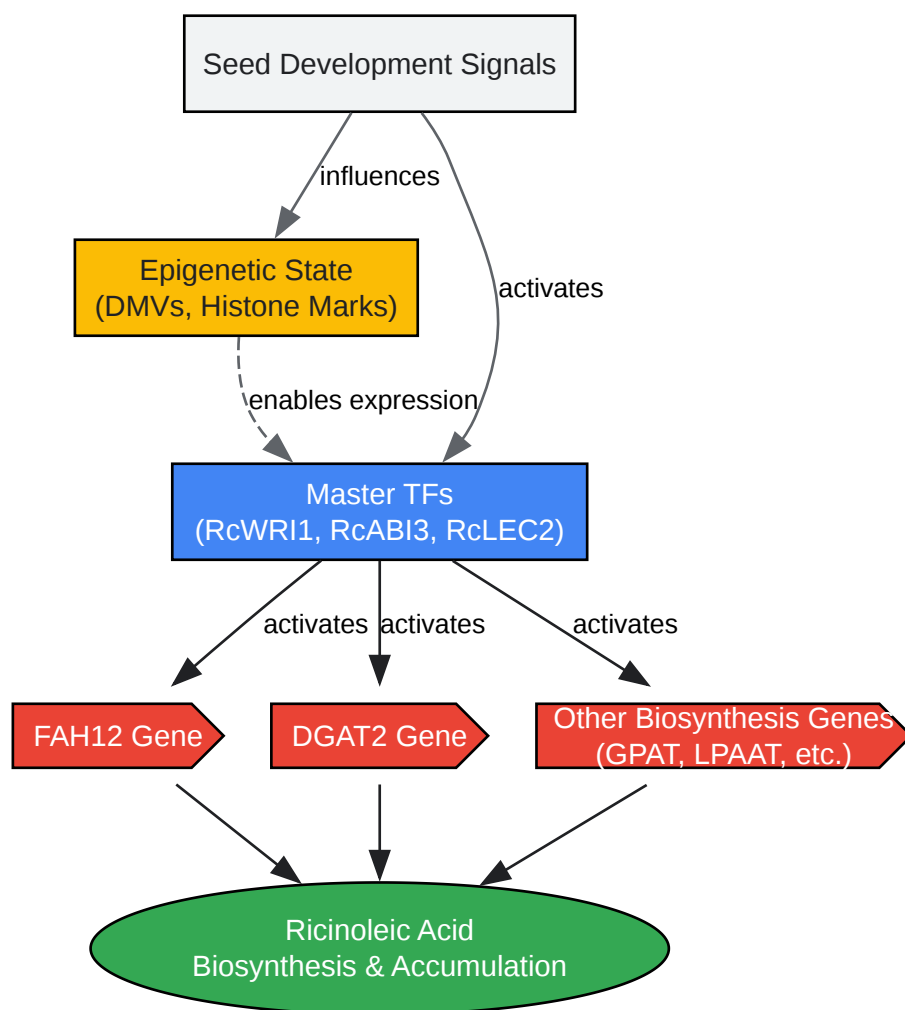 Seed Development Signals
influences
Epigenetic State
(DMVs, Histone Marks)
activates
enables expression
Master TFs
(RcWRI1, RcABI3, RcLEC2)
activates
activates
activates
FAH12 Gene
DGAT2 Gene
Other Biosynthesis Genes
(GPAT, LPAAT, etc.)
Ricinoleic Acid
Biosynthesis & Accumulation